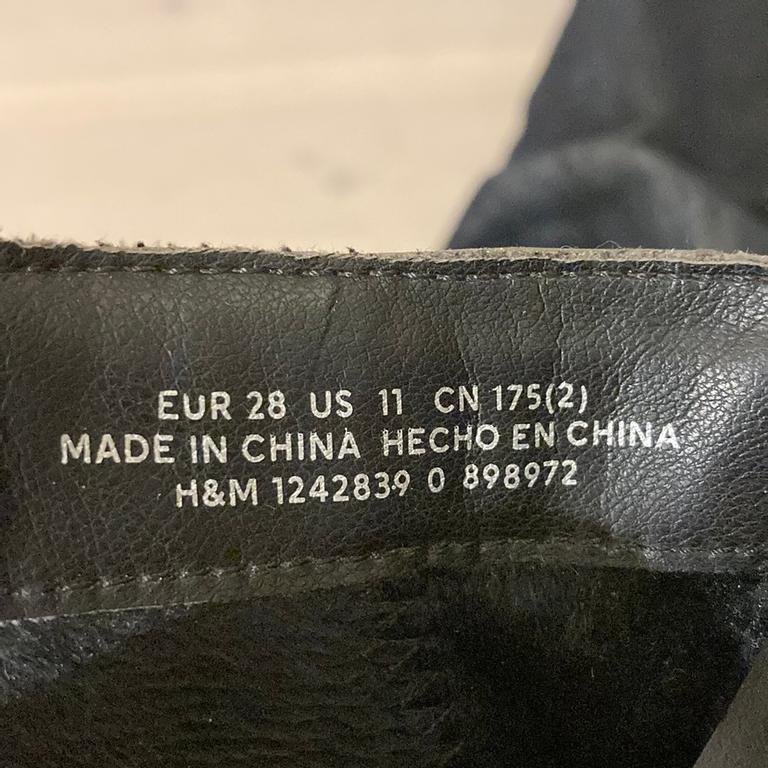 EUR 28 US 11 CN 175(2)
MADE IN CHINA HECHO EN CHINA
H&M 1242839 0 898972